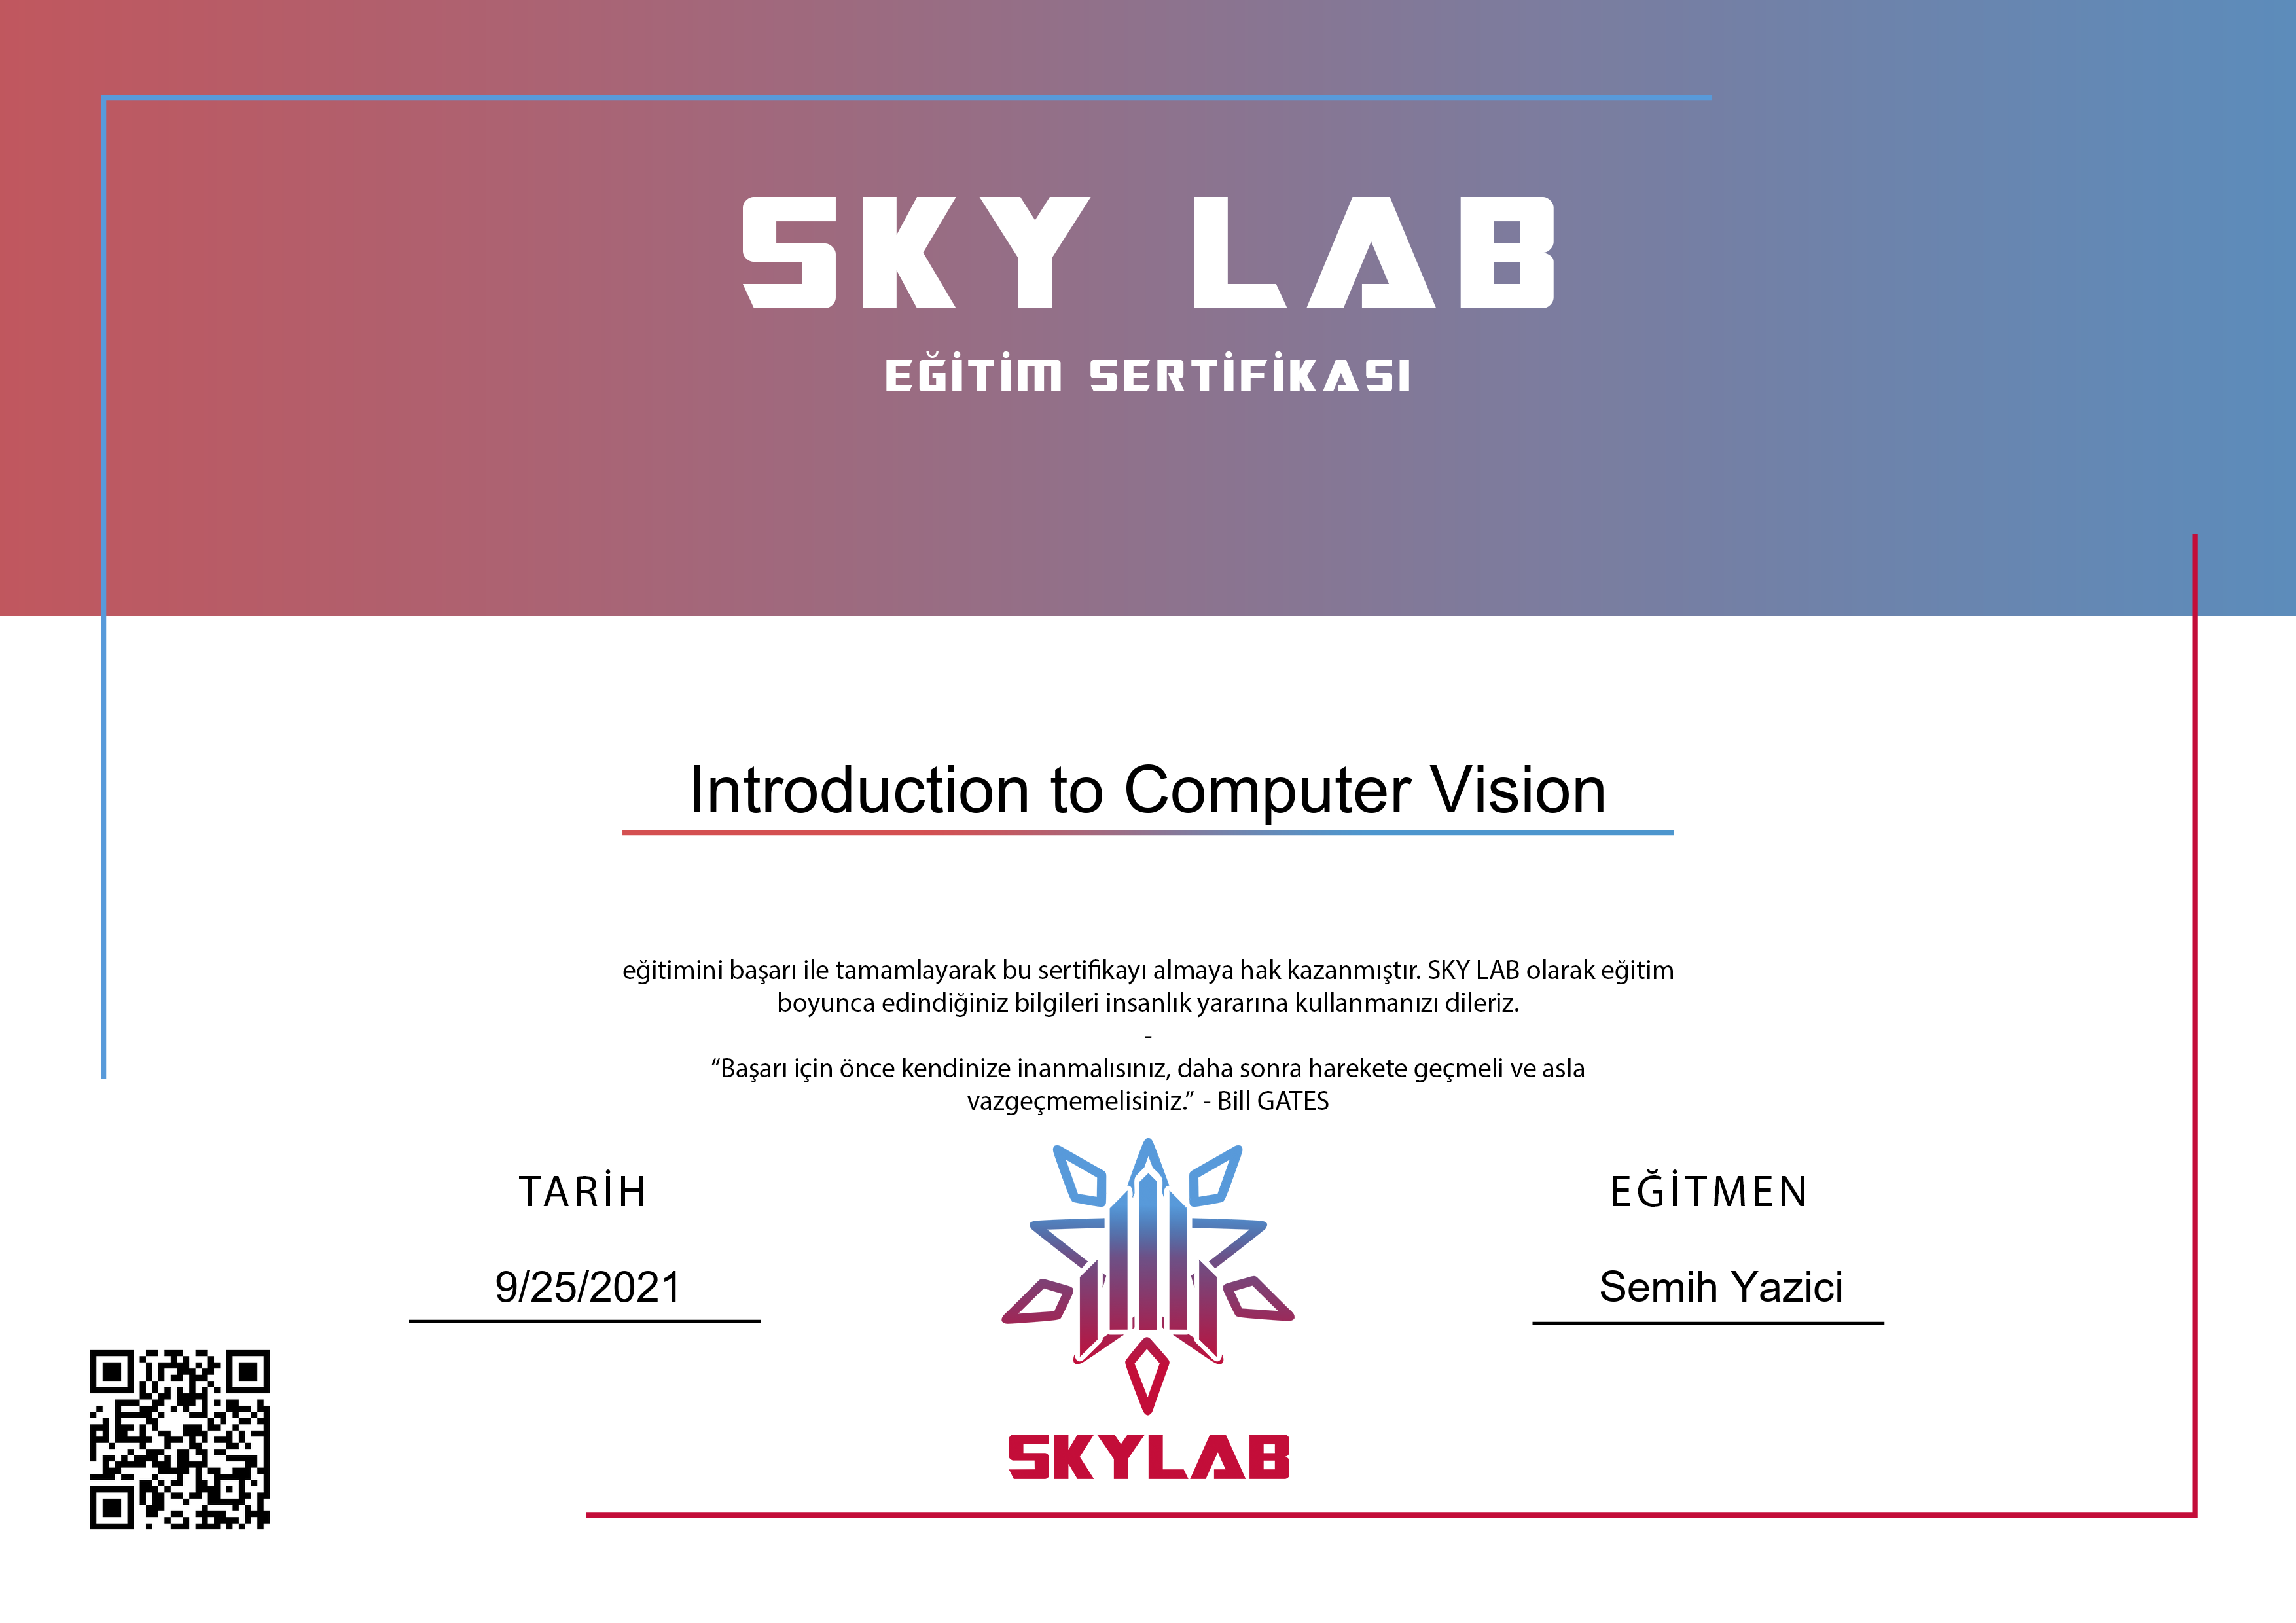 SKY LAB
EĞİTİM SERTİFİKASI
Introduction to Computer Vision
eğitimini başarı ile tamamlayarak bu sertifikayı almaya hak kazanmıştır. SKY LAB olarak eğitim
boyunca edindiğiniz bilgileri insanlık yararına kullanmanızı dileriz.
-
“Başarı için önce kendinize inanmalısınız, daha sonra harekete geçmeli ve asla
vazgeçmemelisiniz.” - Bill GATES
TARİH
9/25/2021
EĞİTMEN
Semih Yazici
SKYLAB